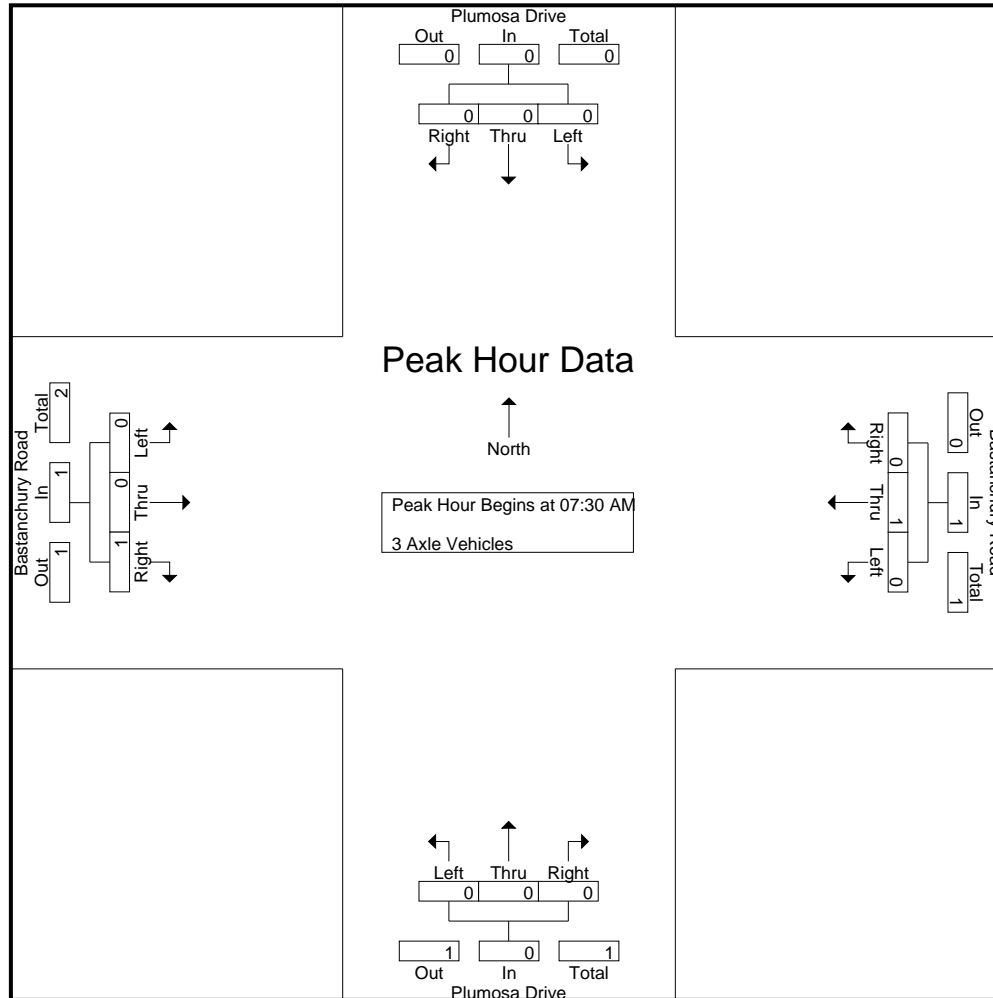 Plumosa Drive
Out In Total
0 0 0
0 0 0
Right Thru Left
Peak Hour Data
North
Peak Hour Begins at 07:30 AM
3 Axle Vehicles
Bastanchury Road
Total In Out
2 1 1
0 0 1
Left Thru Right
Bastanchury Road
Out In Total
0 1 1
0 1 0
Right Thru Left
Left Thru Right
0 0 0
1 0 1
Out In Total
Plumosa Drive